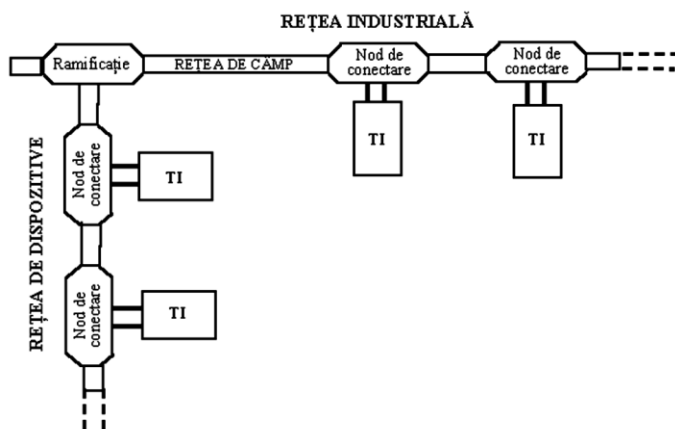 REȚEA INDUSTRIALĂ
Ramificație
REȚEA DE CÂMP
Nod de
conectare
Nod de
conectare
TI
TI
REȚEA DE DISPOZITIVE
Nod de
conectare
TI
Nod de
conectare
TI